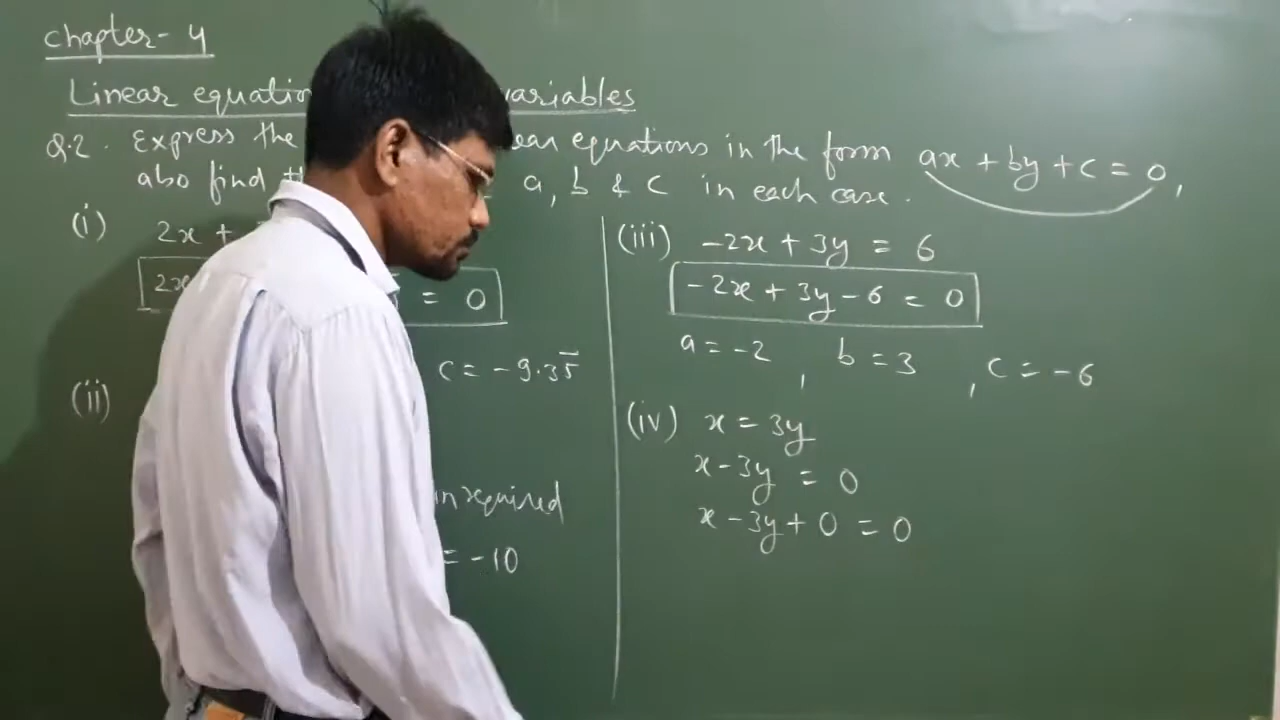 chapter- 4
Linear equatio variables
Q.2. Express the ear equations in the form ax + by + c = 0,
also find a, b & c in each case.
(i) 2x +
2x = 0
c = -9.35̅
(ii)
in required
= -10
(iii) -2x + 3y = 6
-2x + 3y - 6 = 0
a = -2 , b = 3 , c = -6
(iv) x = 3y
x - 3y = 0
x - 3y + 0 = 0